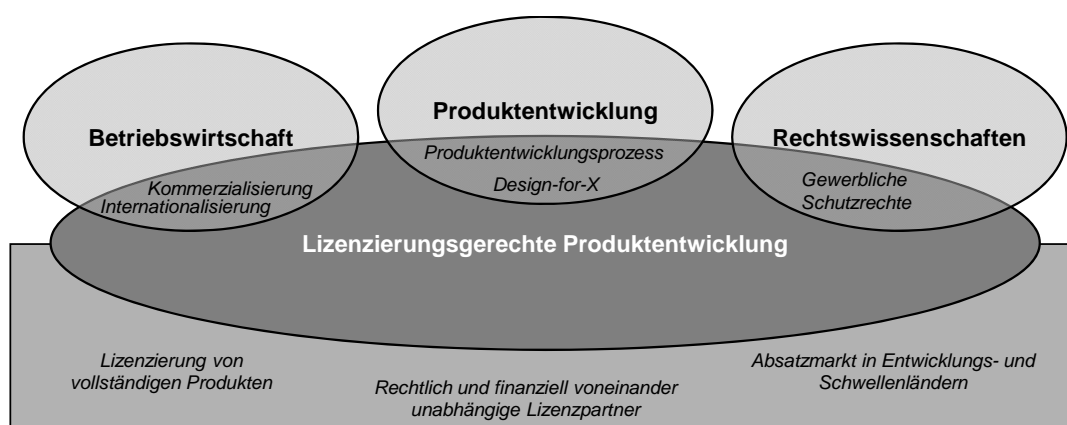 Betriebswirtschaft
Kommerzialisierung
Internationalisierung
Produktentwicklung
Produktentwicklungsprozess
Design-for-X
Rechtswissenschaften
Gewerbliche
Schutzrechte
Lizenzierungsgerechte Produktentwicklung
Lizenzierung von
vollständigen Produkten
Rechtlich und finanziell voneinander
unabhängige Lizenzpartner
Absatzmarkt in Entwicklungs- und
Schwellenländern